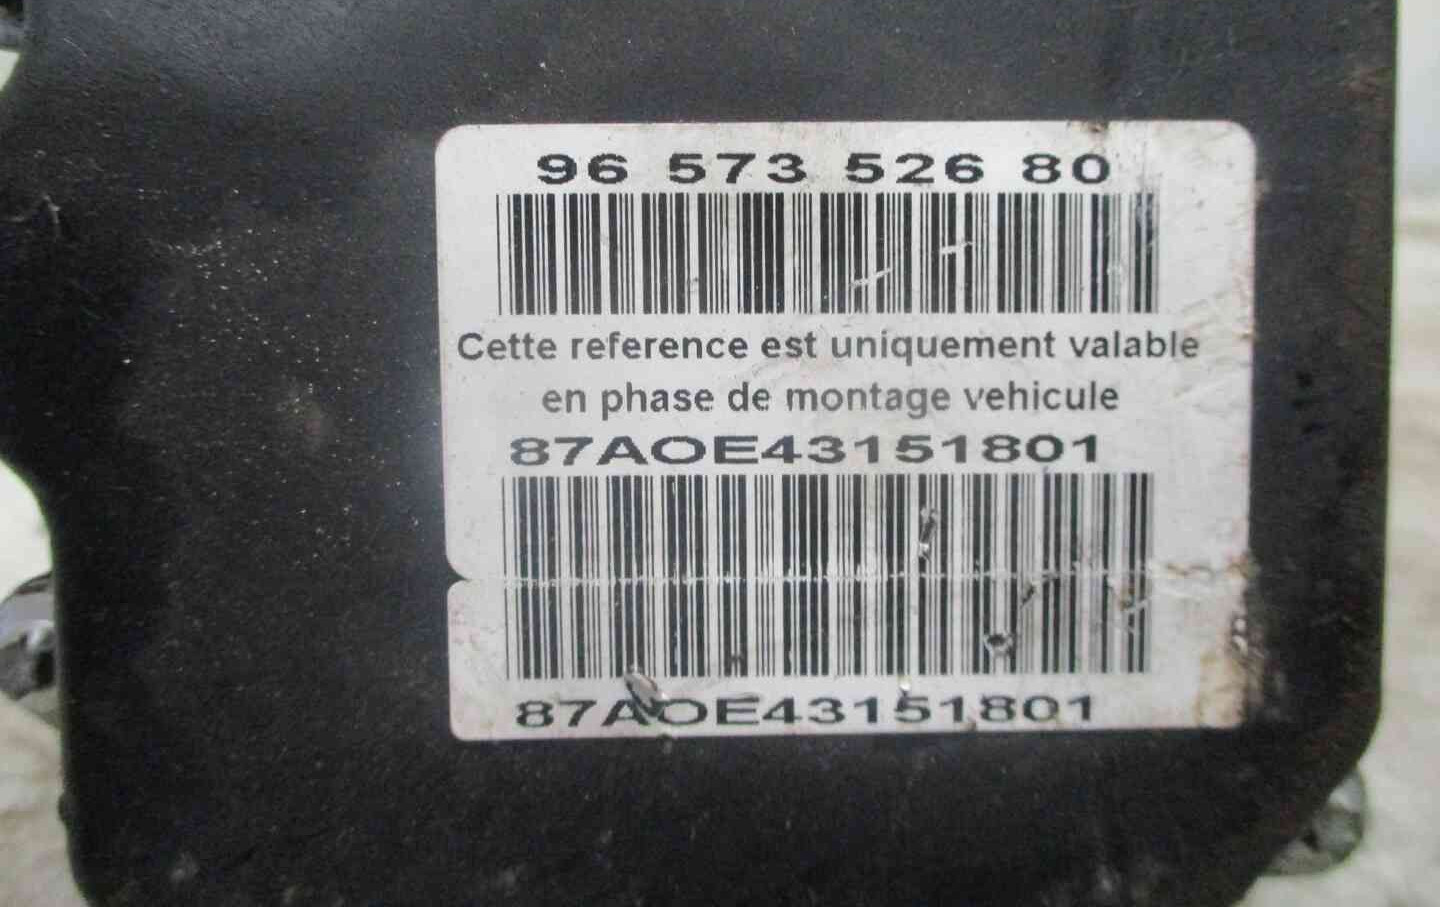 96 573 526 80
Cette reference est uniquement valable
en phase de montage vehicule
87AOE43151801
87AOE43151801